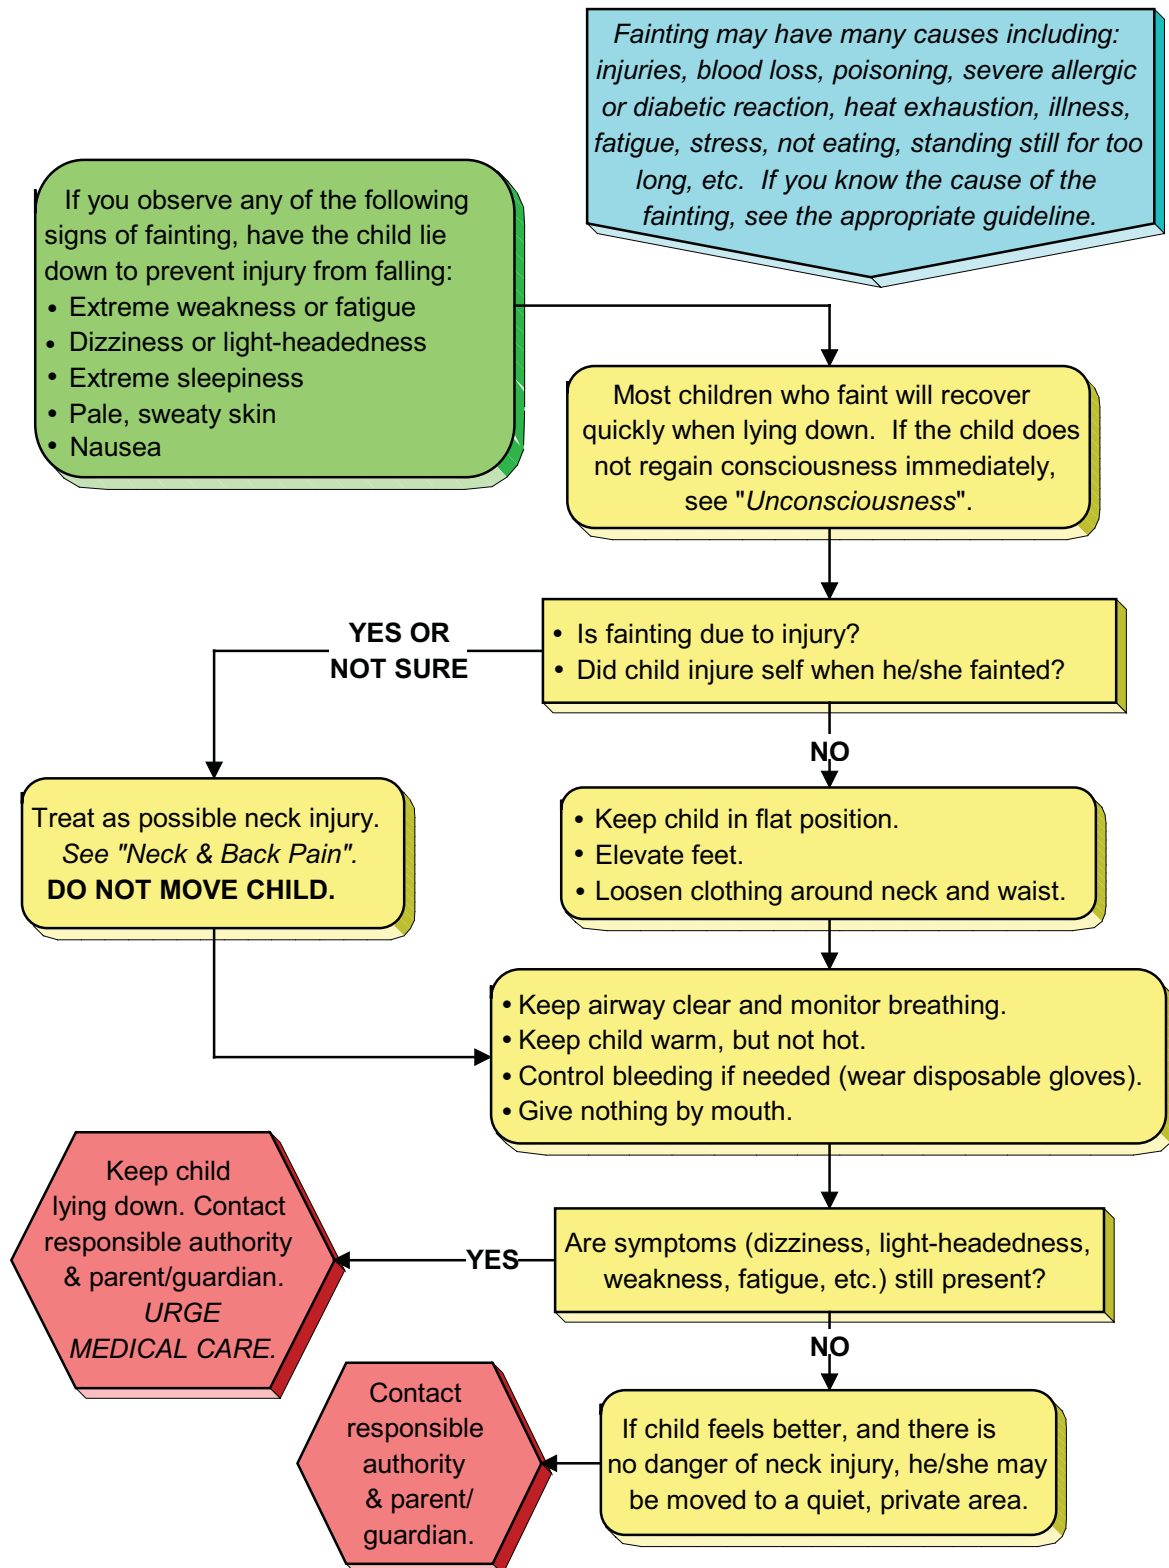 Fainting may have many causes including:
injuries, blood loss, poisoning, severe allergic
or diabetic reaction, heat exhaustion, illness,
fatigue, stress, not eating, standing still for too
long, etc. If you know the cause of the
fainting, see the appropriate guideline.
If you observe any of the following
signs of fainting, have the child lie
down to prevent injury from falling:
• Extreme weakness or fatigue
• Dizziness or light-headedness
• Extreme sleepiness
• Pale, sweaty skin
• Nausea
Most children who faint will recover
quickly when lying down. If the child does
not regain consciousness immediately,
see "Unconsciousness".
• Is fainting due to injury?
• Did child injure self when he/she fainted?
YES OR
NOT SURE
NO
Treat as possible neck injury.
See "Neck & Back Pain".
DO NOT MOVE CHILD.
• Keep child in flat position.
• Elevate feet.
• Loosen clothing around neck and waist.
• Keep airway clear and monitor breathing.
• Keep child warm, but not hot.
• Control bleeding if needed (wear disposable gloves).
• Give nothing by mouth.
Are symptoms (dizziness, light-headedness,
weakness, fatigue, etc.) still present?
YES
Keep child
lying down. Contact
responsible authority
& parent/guardian.
URGE
MEDICAL CARE.
NO
If child feels better, and there is
no danger of neck injury, he/she may
be moved to a quiet, private area.
Contact
responsible
authority
& parent/
guardian.